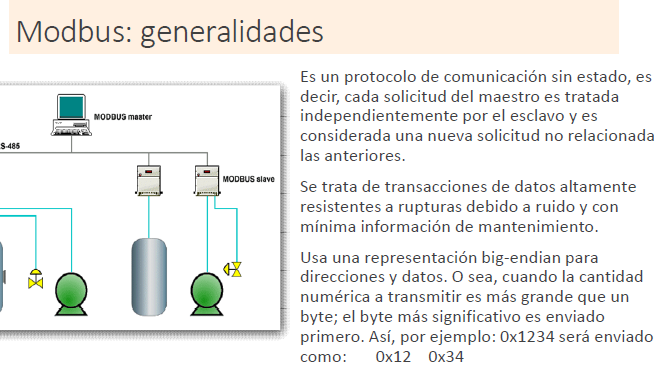 Modbus: generalidades
MODBUS master
S-485
MODBUS slave
Es un protocolo de comunicación sin estado, es
decir, cada solicitud del maestro es tratada
independientemente por el esclavo y es
considerada una nueva solicitud no relacionada
las anteriores.
Se trata de transacciones de datos altamente
resistentes a rupturas debido a ruido y con
mínima información de mantenimiento.
Usa una representación big-endian para
direcciones y datos. O sea, cuando la cantidad
numérica a transmitir es más grande que un
byte; el byte más significativo es enviado
primero. Así, por ejemplo: 0x1234 será enviado
como: 0x12 0x34